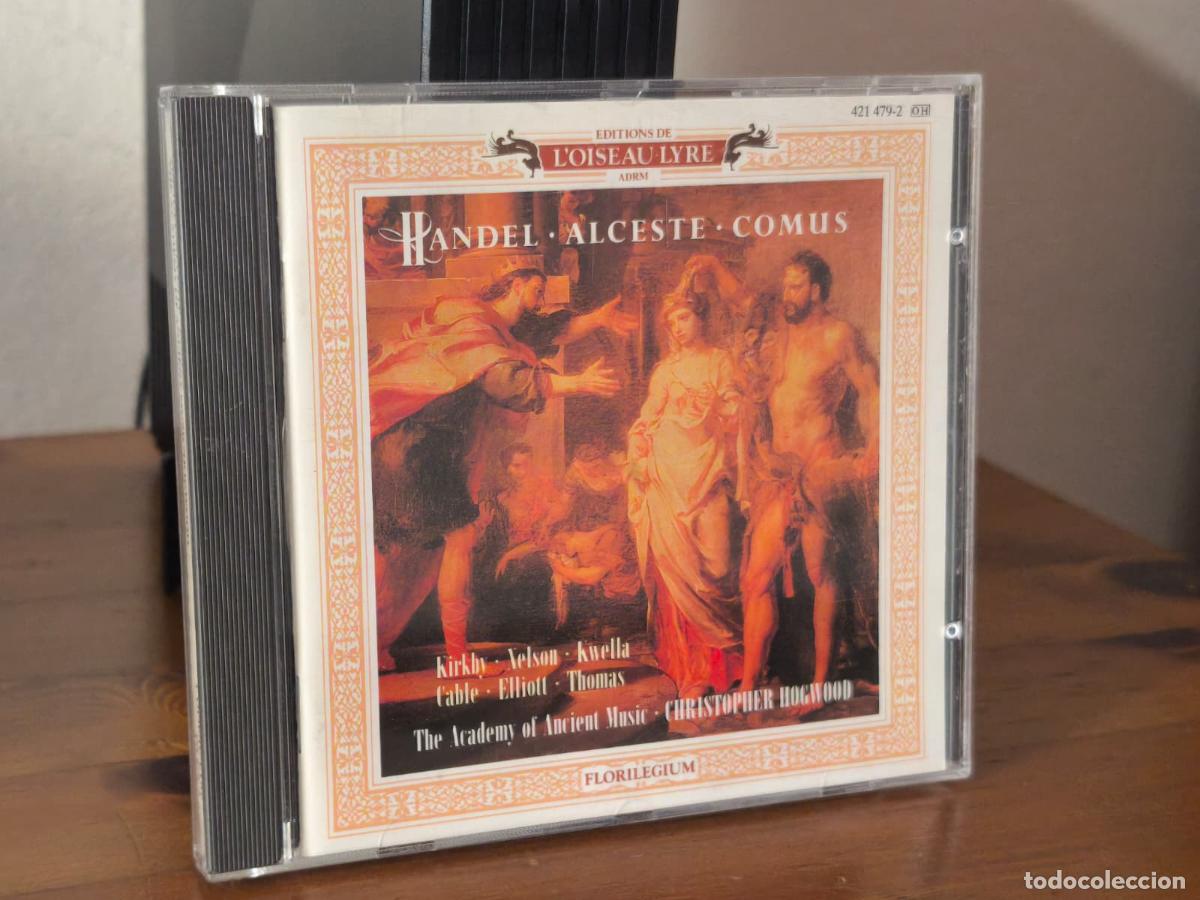 421 479-2 OH
EDITIONS DE
L'OISEAU-LYRE
ADRM
HANDEL · ALCESTE · COMUS
Kirkby · Nelson · Kwella
Cable · Elliott · Thomas
The Academy of Ancient Music · CHRISTOPHER HOGWOOD
FLORILEGIUM
todocoleccion